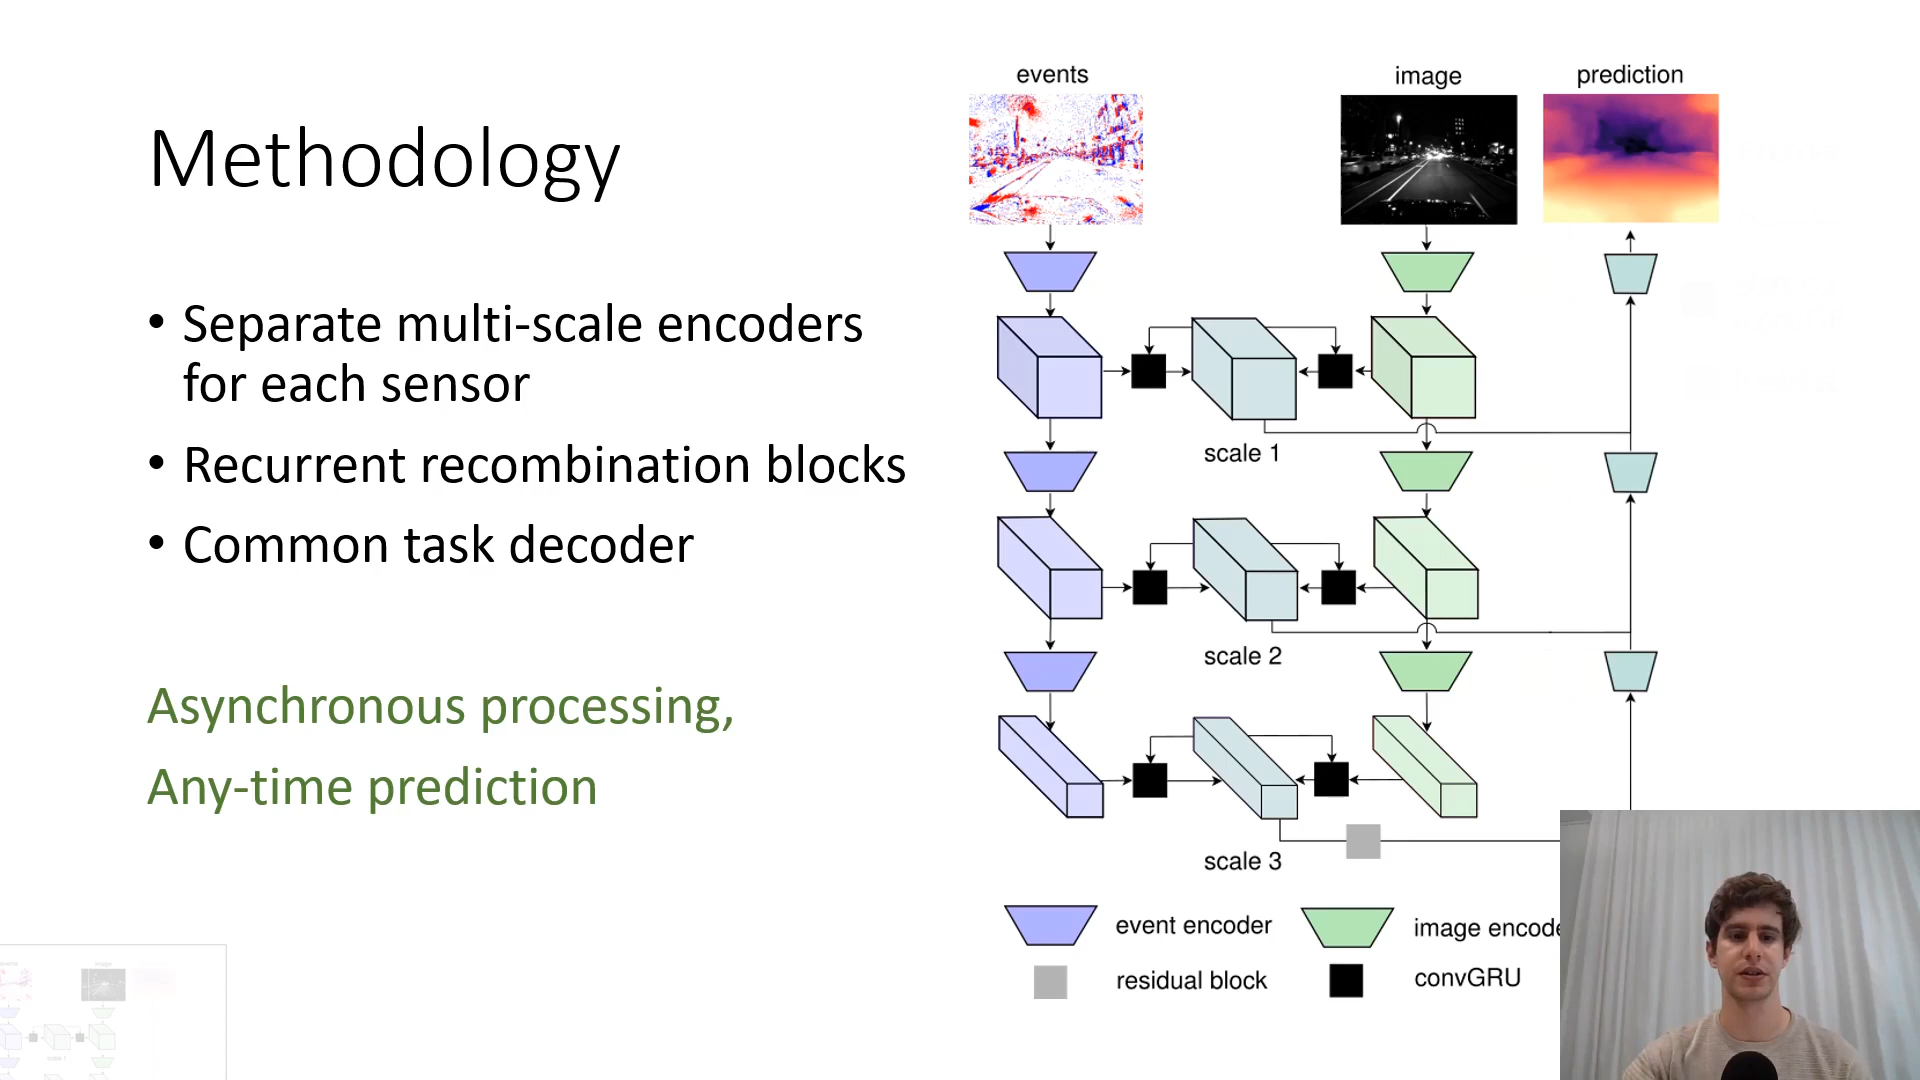 Methodology
• Separate multi-scale encoders
for each sensor
• Recurrent recombination blocks
• Common task decoder
Asynchronous processing,
Any-time prediction
events
image
prediction
scale 1
scale 2
scale 3
event encoder
image encode
residual block
convGRU